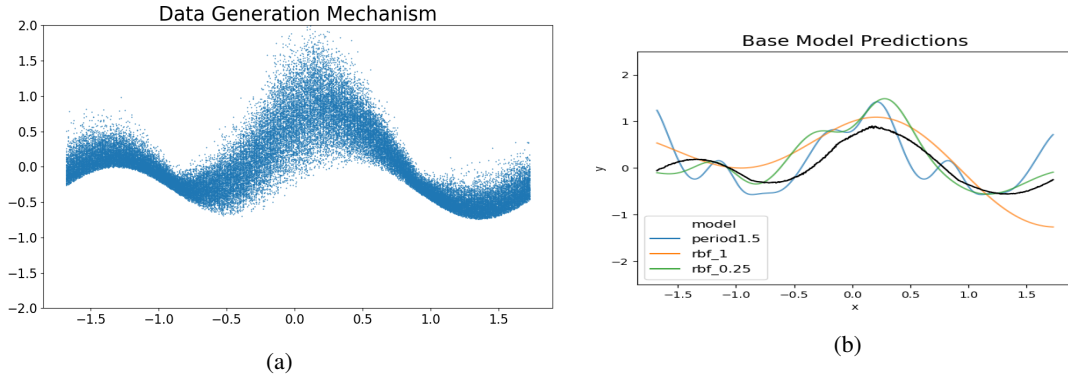 Data Generation Mechanism
2.0
1.5
1.0
0.5
0.0
−0.5
−1.0
−1.5
−2.0
−1.5 −1.0 −0.5 0.0 0.5 1.0 1.5
(a)
Base Model Predictions
2
1
0
−1
−2
y
model
period1.5
rbf_1
rbf_0.25
−1.5 −1.0 −0.5 0.0 0.5 1.0 1.5
x
(b)